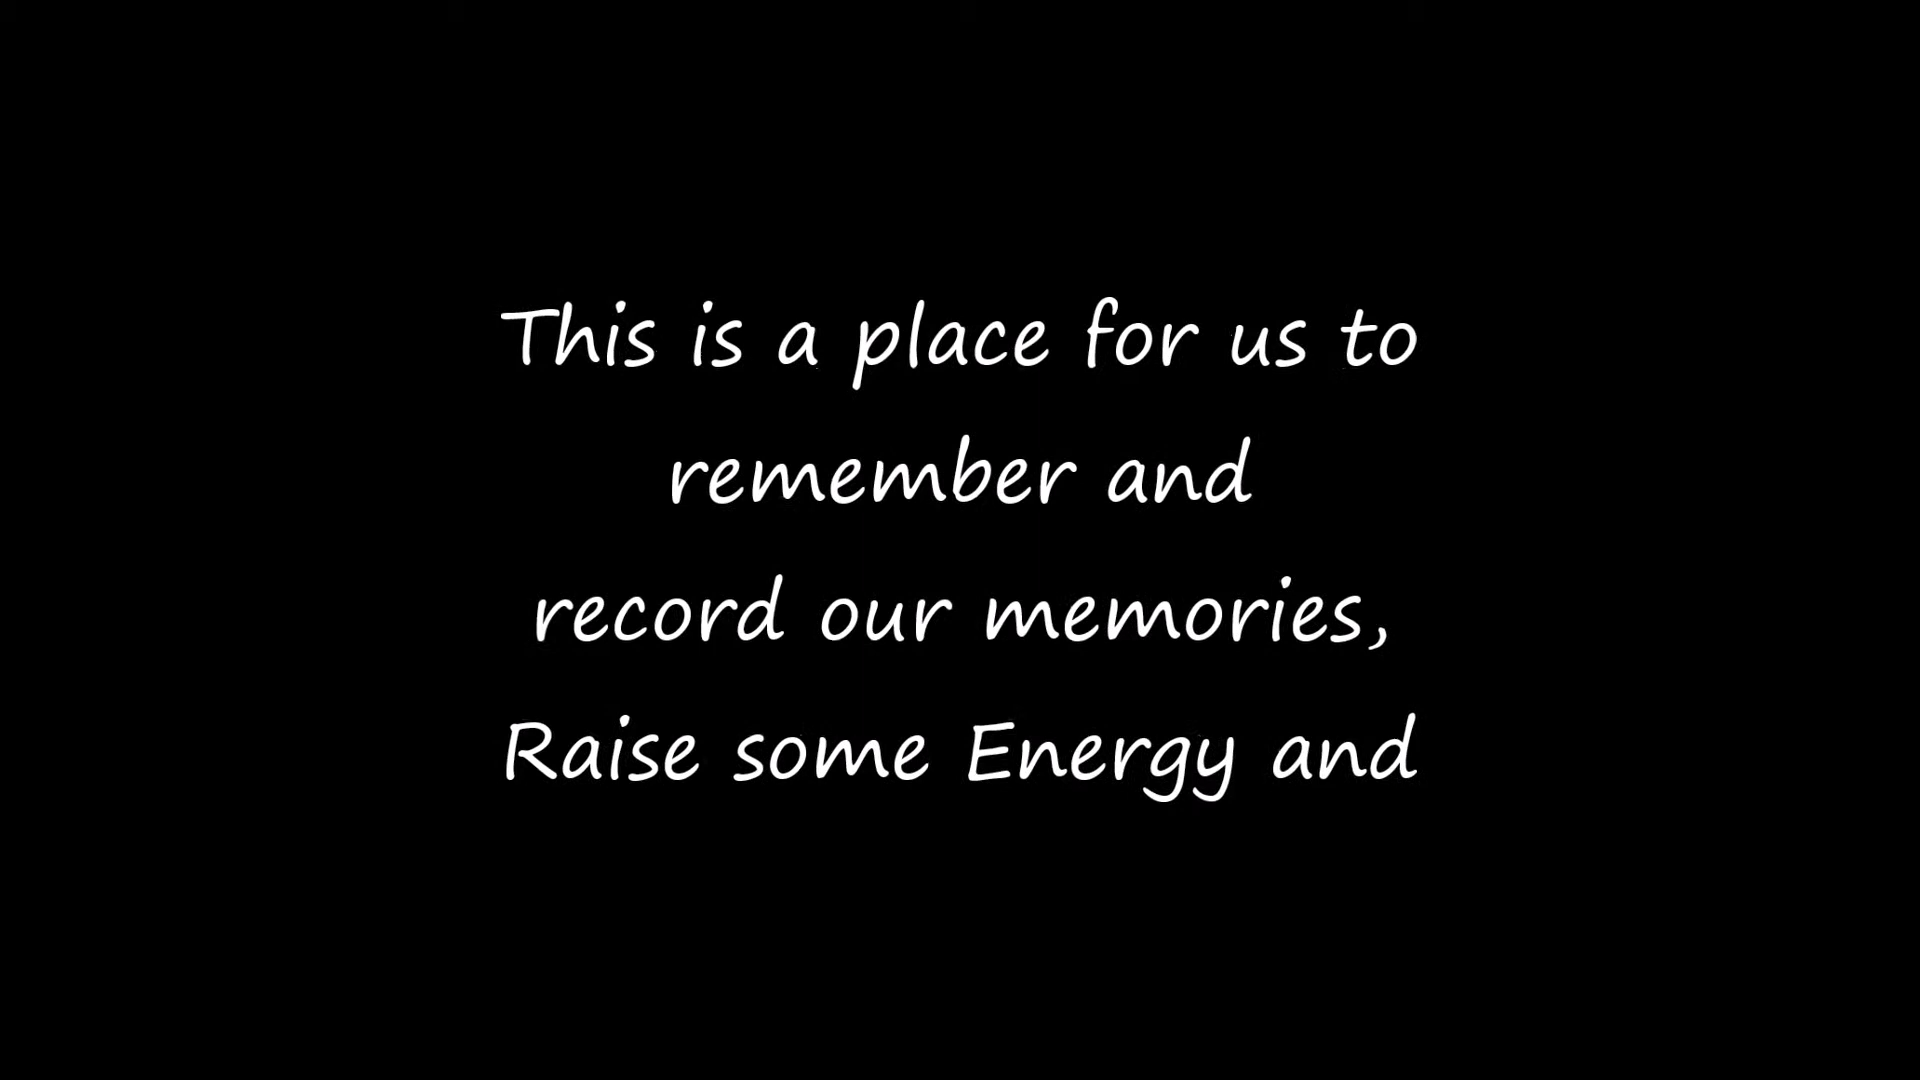 This is a place for us to
remember and
record our memories,
Raise some Energy and